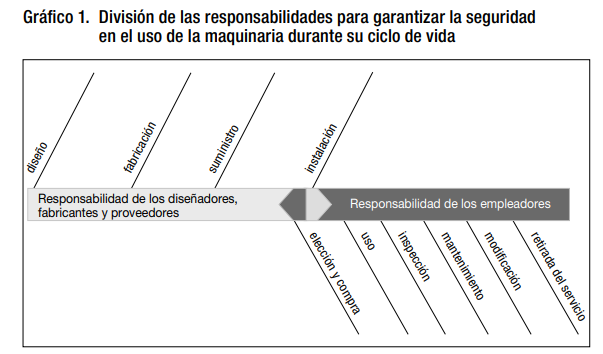 Gráfico 1. División de las responsabilidades para garantizar la seguridad
en el uso de la maquinaria durante su ciclo de vida
diseño
fabricación
suministro
instalación
Responsabilidad de los diseñadores,
fabricantes y proveedores
Responsabilidad de los empleadores
elección y compra
uso
inspección
mantenimiento
modificación
retirada del servicio